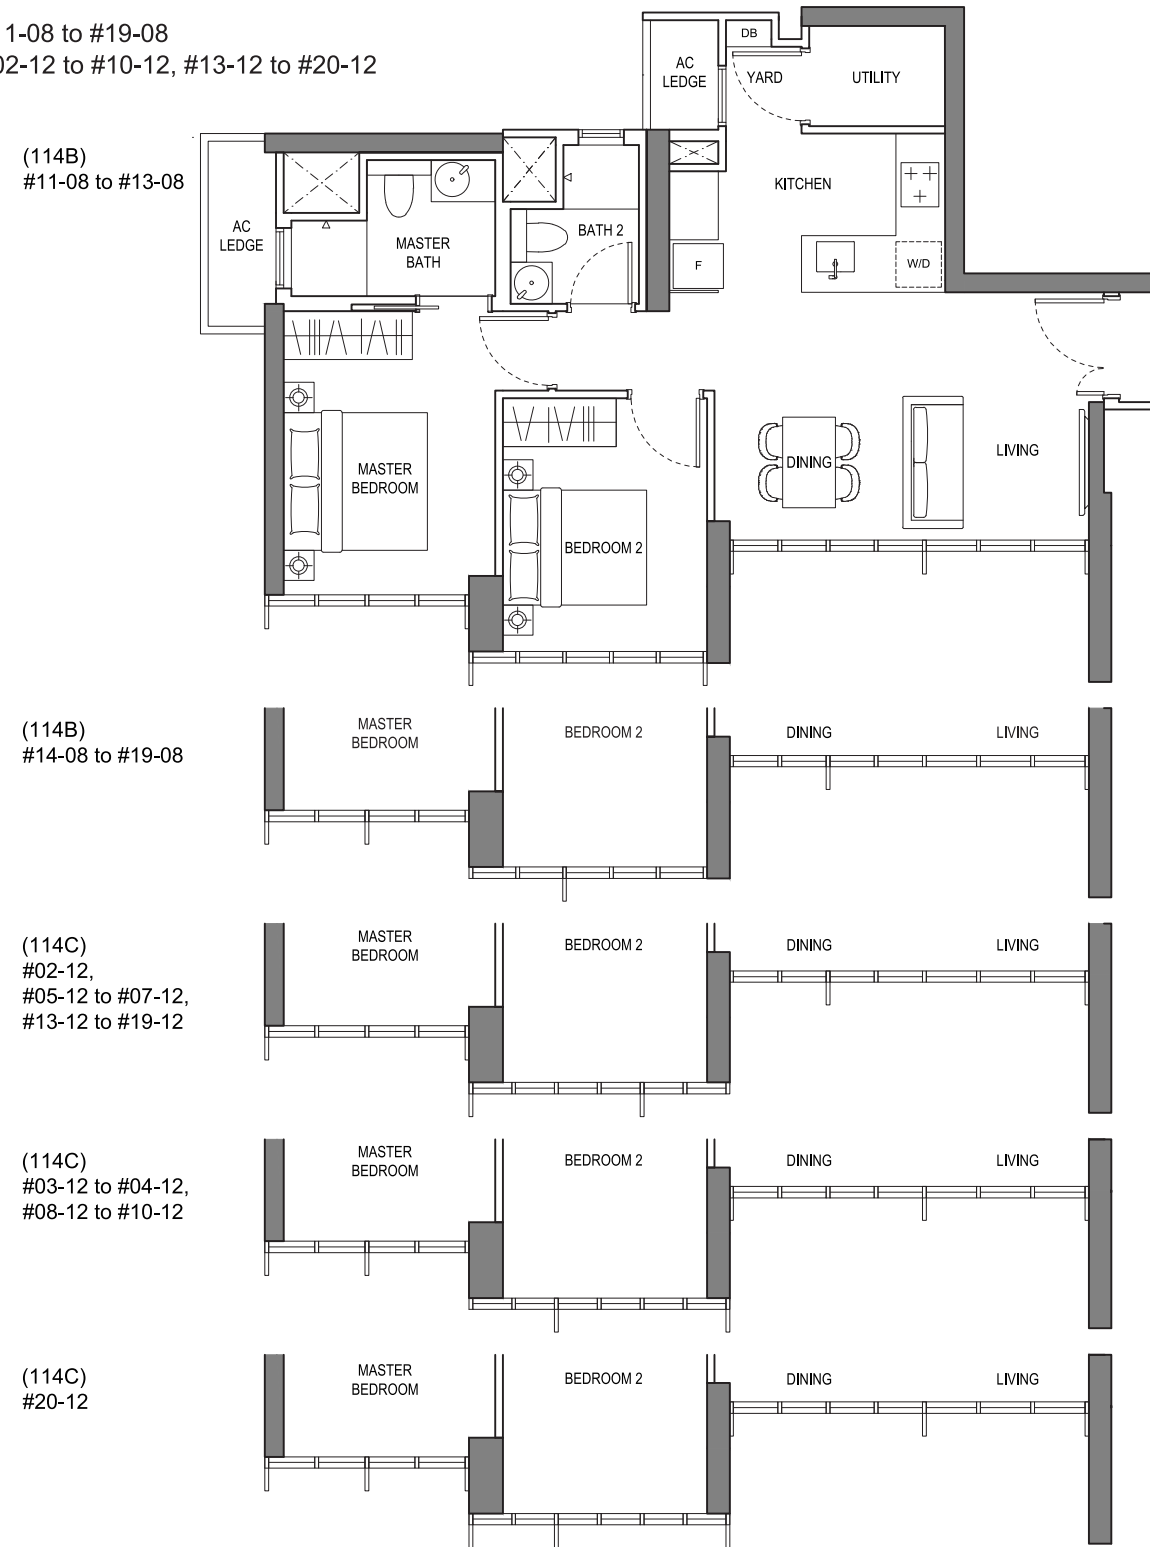 1-08 to #19-08
02-12 to #10-12, #13-12 to #20-12
(114B)
#11-08 to #13-08
DB
AC
LEDGE
YARD
UTILITY
KITCHEN
AC
LEDGE
MASTER
BATH
BATH 2
F
W/D
MASTER
BEDROOM
BEDROOM 2
DINING
LIVING
(114B)
#14-08 to #19-08
MASTER
BEDROOM
BEDROOM 2
DINING
LIVING
(114C)
#02-12,
#05-12 to #07-12,
#13-12 to #19-12
MASTER
BEDROOM
BEDROOM 2
DINING
LIVING
(114C)
#03-12 to #04-12,
#08-12 to #10-12
MASTER
BEDROOM
BEDROOM 2
DINING
LIVING
(114C)
#20-12
MASTER
BEDROOM
BEDROOM 2
DINING
LIVING